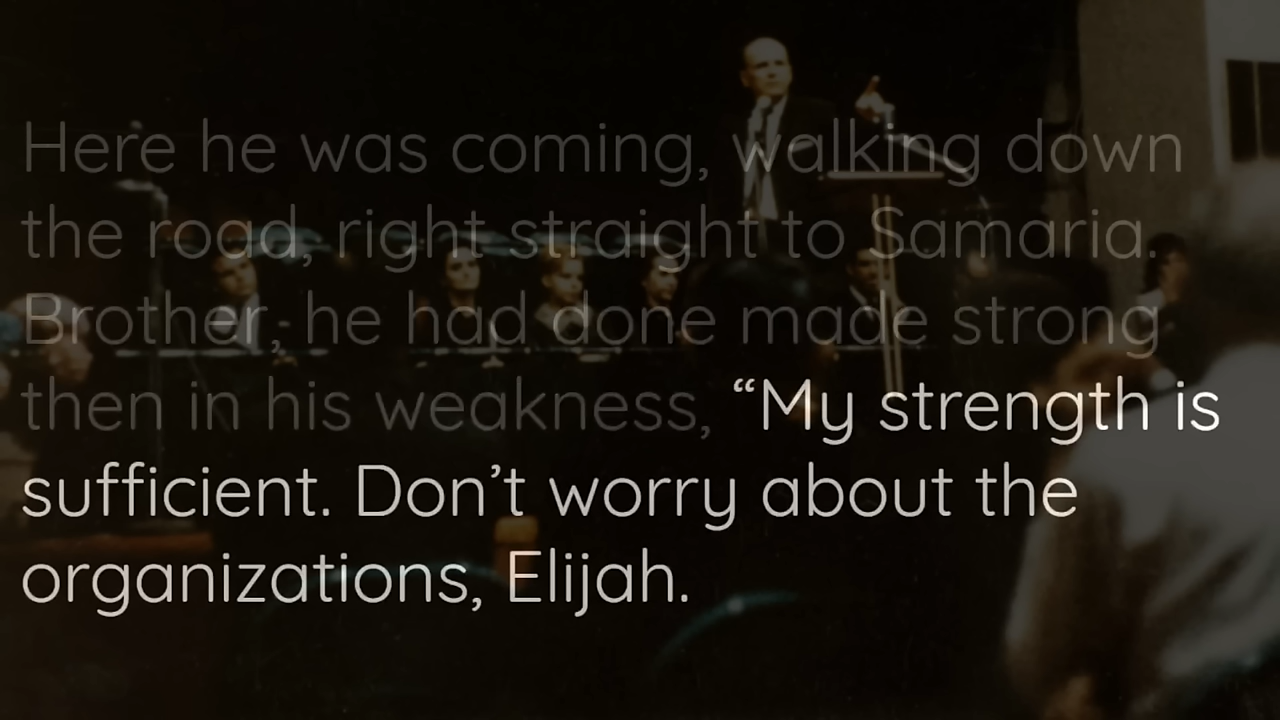 Here he was coming, walking down
the road, right straight to Samaria.
Brother, he had done made strong
then in his weakness, “My strength is
sufficient. Don’t worry about the
organizations, Elijah.